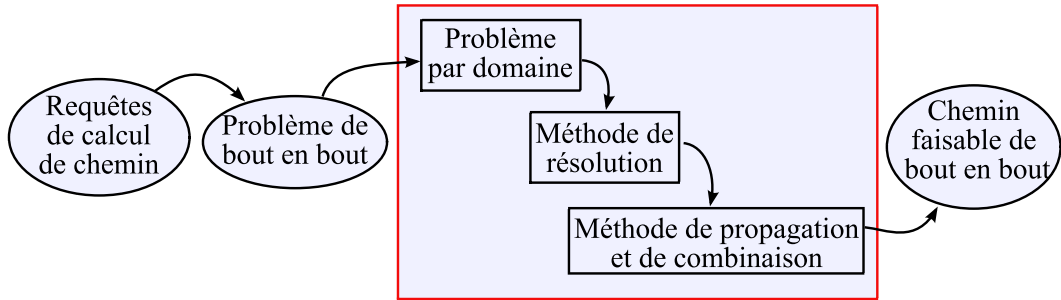 Requêtes
de calcul
de chemin
Problème de
bout en bout
Problème
par domaine
Méthode de
résolution
Méthode de propagation
et de combinaison
Chemin
faisable de
bout en bout